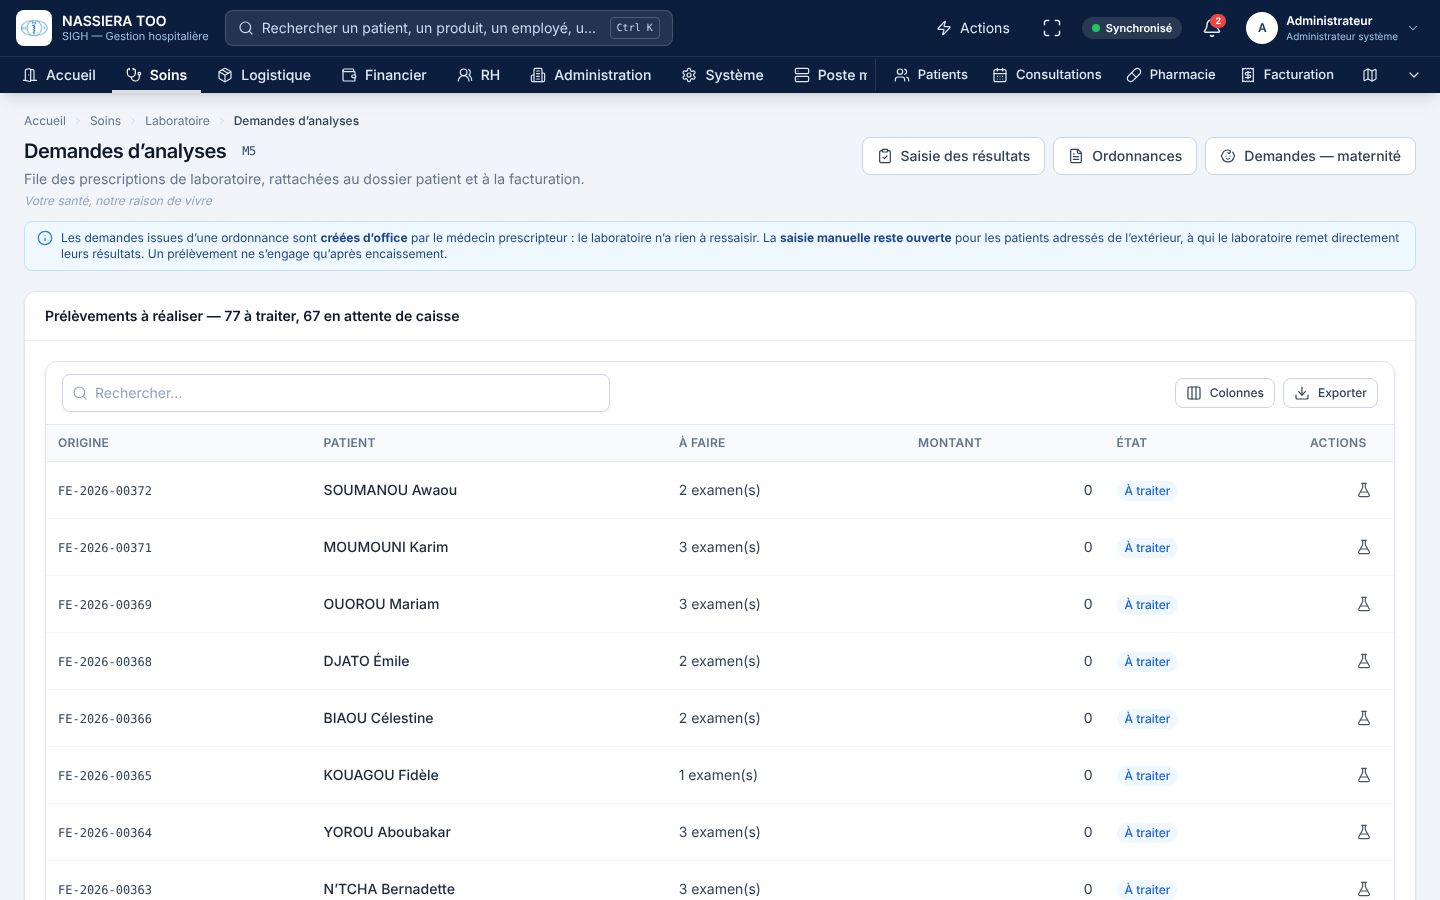 NASSIERA TOO
SIGH — Gestion hospitalière
Rechercher un patient, un produit, un employé, u...
Ctrl K
Actions
Synchronisé
2
A
Administrateur
Administrateur système
Accueil
Soins
Logistique
Financier
RH
Administration
Système
Poste m
Patients
Consultations
Pharmacie
Facturation
Accueil
Soins
Laboratoire
Demandes d’analyses
Demandes d’analyses M5
File des prescriptions de laboratoire, rattachées au dossier patient et à la facturation.
Votre santé, notre raison de vivre
Saisie des résultats
Ordonnances
Demandes — maternité
Les demandes issues d’une ordonnance sont créées d’office par le médecin prescripteur : le laboratoire n’a rien à ressaisir. La saisie manuelle reste ouverte pour les patients adressés de l’extérieur, à qui le laboratoire remet directement
leurs résultats. Un prélèvement ne s’engage qu’après encaissement.
Prélèvements à réaliser — 77 à traiter, 67 en attente de caisse
Rechercher...
Colonnes
Exporter
ORIGINE PATIENT À FAIRE MONTANT ÉTAT ACTIONS
FE-2026-00372 SOUMANOU Awaou 2 examen(s) 0 À traiter
FE-2026-00371 MOUMOUNI Karim 3 examen(s) 0 À traiter
FE-2026-00369 OUOROU Mariam 3 examen(s) 0 À traiter
FE-2026-00368 DJATO Émile 2 examen(s) 0 À traiter
FE-2026-00366 BIAOU Célestine 2 examen(s) 0 À traiter
FE-2026-00365 KOUAGOU Fidèle 1 examen(s) 0 À traiter
FE-2026-00364 YOROU Aboubakar 3 examen(s) 0 À traiter
FE-2026-00363 N’TCHA Bernadette 3 examen(s) 0 À traiter